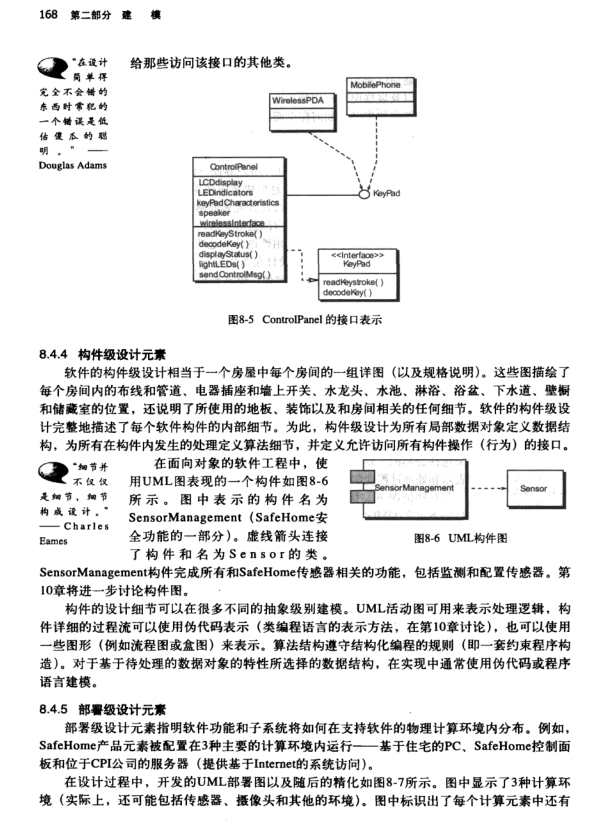 168 第二部分 建 模
“在设计
简单得
完全不会错的
东西时常犯的
一个错误是低
估傻瓜的聪
明。” ——
Douglas Adams
给那些访问该接口的其他类。
MobilePhone
WirelessPDA
ControlPanel
LCDdisplay
LEDindicators
keyPadCharacteristics
speaker
wirelessInterface
readKeyStroke( )
decodeKey( )
displayStatus( )
lightLEDs( )
sendControlMsg( )
KeyPad
<<Interface>>
KeyPad
readKeystroke( )
decodeKey( )
图8-5 ControlPanel 的接口表示
8.4.4 构件级设计元素
软件的构件级设计相当于一个房屋中每个房间的一组详图（以及规格说明）。这些图描绘了
每个房间内的布线和管道、电器插座和墙上开关、水龙头、水池、淋浴、浴盆、下水道、壁橱
和储藏室的位置，还说明了所使用的地板、装饰以及和房间相关的任何细节。软件的构件级设
计完整地描述了每个软件构件的内部细节。为此，构件级设计为所有局部数据对象定义数据结
构，为所有在构件内发生的处理定义算法细节，并定义允许访问所有构件操作（行为）的接口。
“细节并
不仅仅
是细节，细节
构成设计。”
—— Charles
Eames
在面向对象的软件工程中，使
用UML图表现的一个构件如图8-6
所示。图中表示的构件名为
SensorManagement（SafeHome安
全功能的一部分）。虚线箭头连接
了构件和名为Sensor的类。
SensorManagement
Sensor
图8-6 UML构件图
SensorManagement构件完成所有和SafeHome传感器相关的功能，包括监测和配置传感器。第
10章将进一步讨论构件图。
构件的设计细节可以在很多不同的抽象级别建模。UML活动图可用来表示处理逻辑，构
件详细的过程流可以使用伪代码表示（类编程语言的表示方法，在第10章讨论），也可以使用
一些图形（例如流程图或盒图）来表示。算法结构遵守结构化编程的规则（即一套约束程序构
造）。对于基于待处理的数据对象的特性所选择的数据结构，在实现中通常使用伪代码或程序
语言建模。
8.4.5 部署级设计元素
部署级设计元素指明软件功能和子系统将如何在支持软件的物理计算环境内分布。例如，
SafeHome产品元素被配置在3种主要的计算环境内运行——基于住宅的PC、SafeHome控制面
板和位于CPI公司的服务器（提供基于Internet的系统访问）。
在设计过程中，开发的UML部署图以及随后的精化如图8-7所示。图中显示了3种计算环
境（实际上，还可能包括传感器、摄像头和其他的环境）。图中标识出了每个计算元素中还有